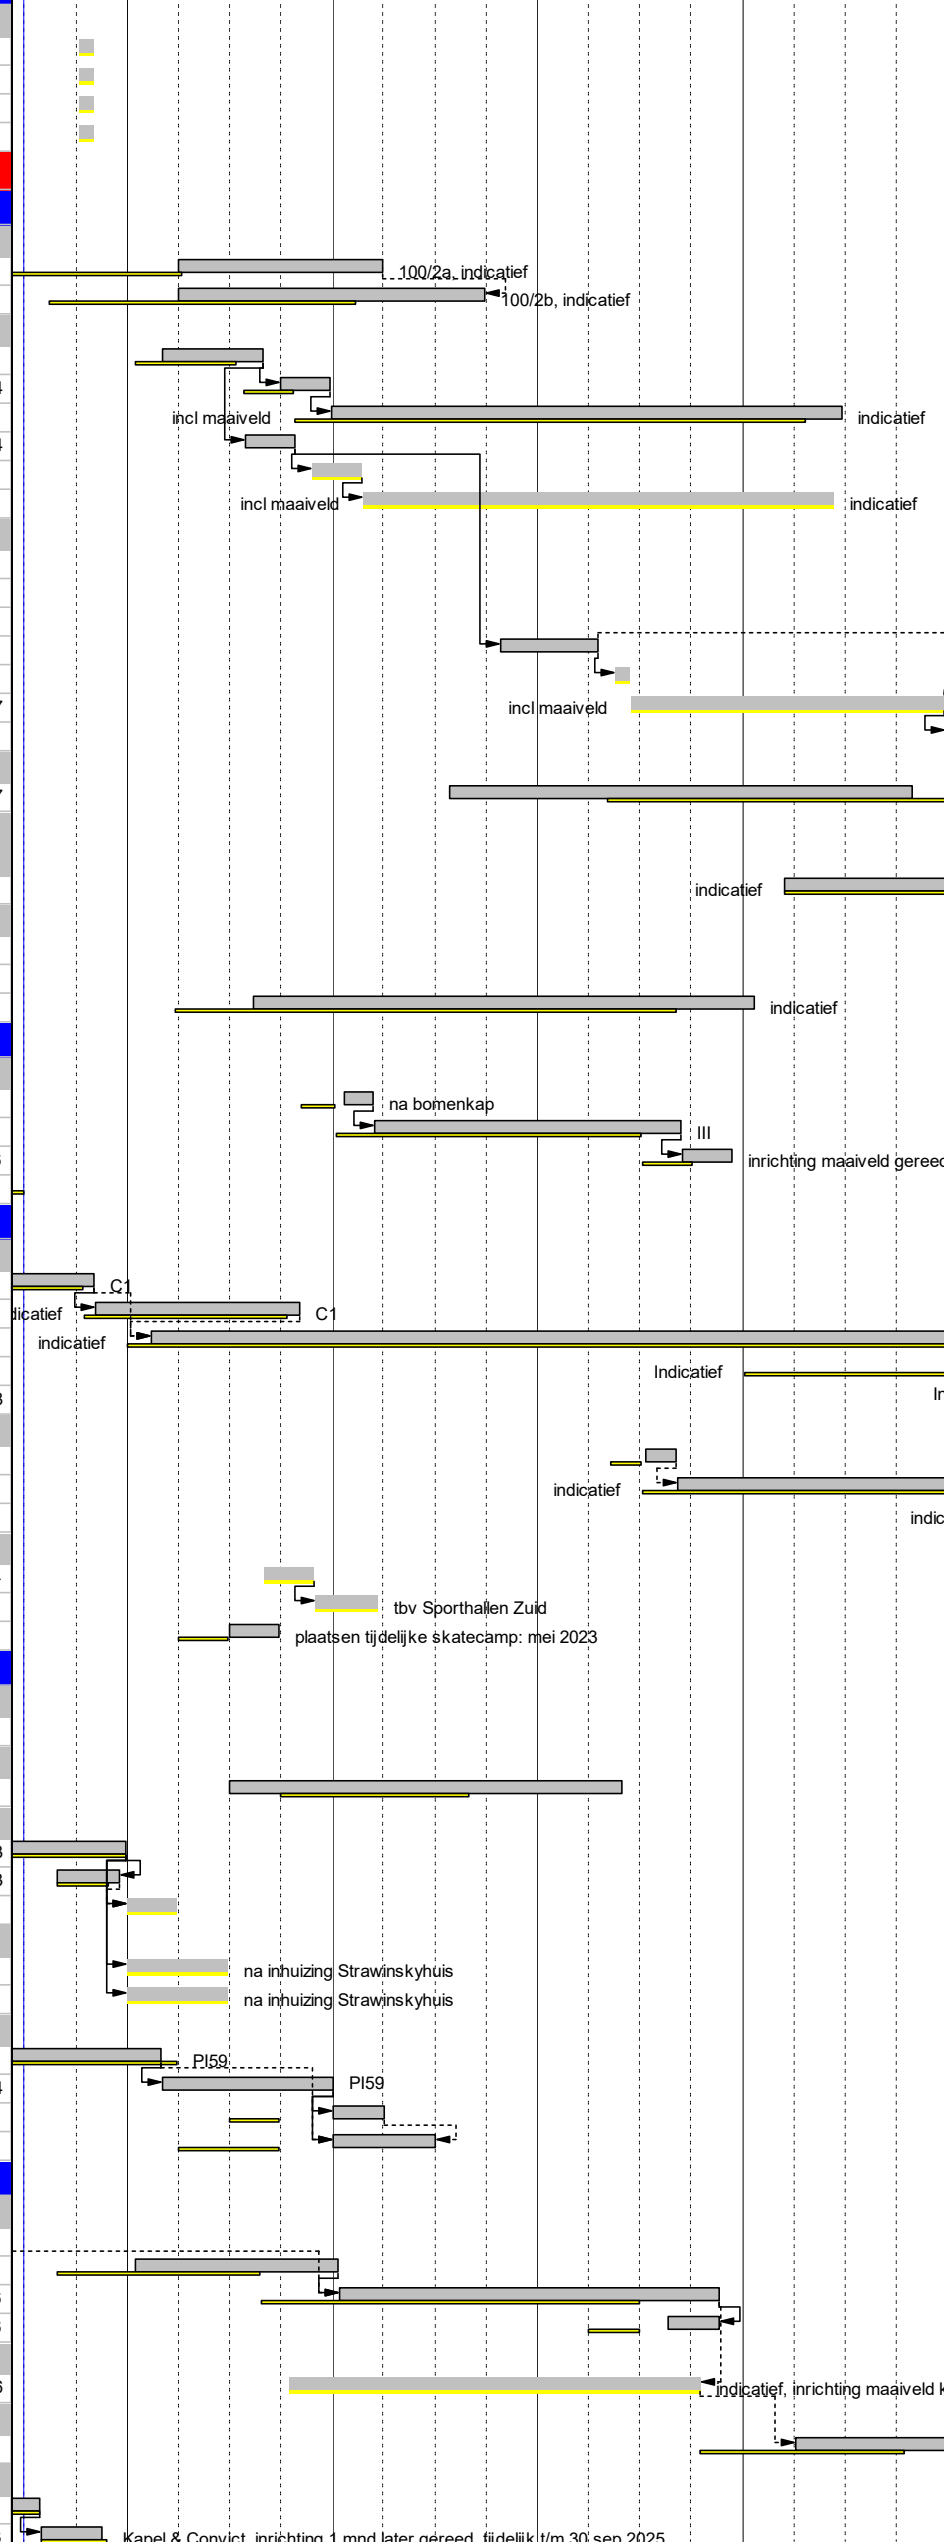 100/2a, indicatief
100/2b, indicatief
incl maaiveld
indicatief
incl maaiveld
indicatief
incl maaiveld
indicatief
indicatief
na bomenkap
III
inrichting maaiveld gereed
C1
dicatief
C1
indicatief
Indicatief
In
indicatief
indic
tbv Sporthallen Zuid
plaatsen tijdelijke skatecamp: mei 2023
na inhuizing Strawinskyhuis
na inhuizing Strawinskyhuis
PI59
PI59
indicatief, inrichting maaiveld k
Kapel & Convict, inrichting 1 mnd later gereed, tijdelijk t/m 30 sep 2025